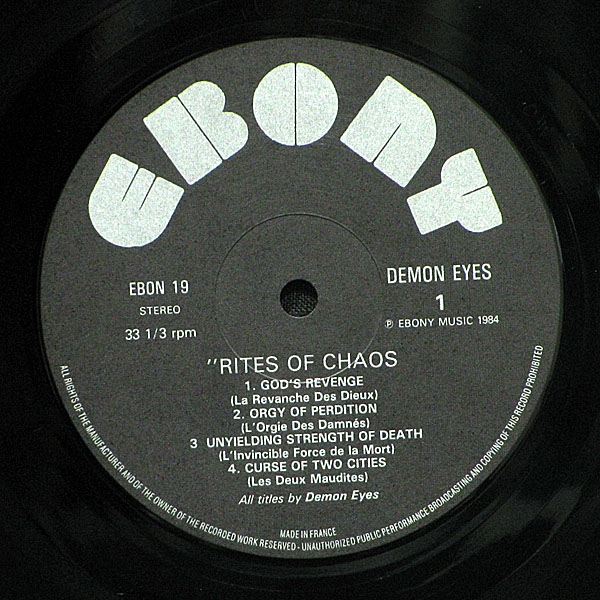 EBONY
EBON 19
STEREO
33 1/3 rpm
DEMON EYES
1
Ⓟ EBONY MUSIC 1984
"RITES OF CHAOS
1. GOD'S REVENGE
(La Revanche Des Dieux)
2. ORGY OF PERDITION
(L'Orgie Des Damnés)
3 UNYIELDING STRENGTH OF DEATH
(L'Invincible Force de la Mort)
4. CURSE OF TWO CITIES
(Les Deux Maudites)
All titles by Demon Eyes
MADE IN FRANCE
ALL RIGHTS OF THE MANUFACTURER AND OF THE OWNER OF THE RECORDED WORK RESERVED - UNAUTHORIZED PUBLIC PERFORMANCE BROADCASTING AND COPYING OF THIS RECORD PROHIBITED